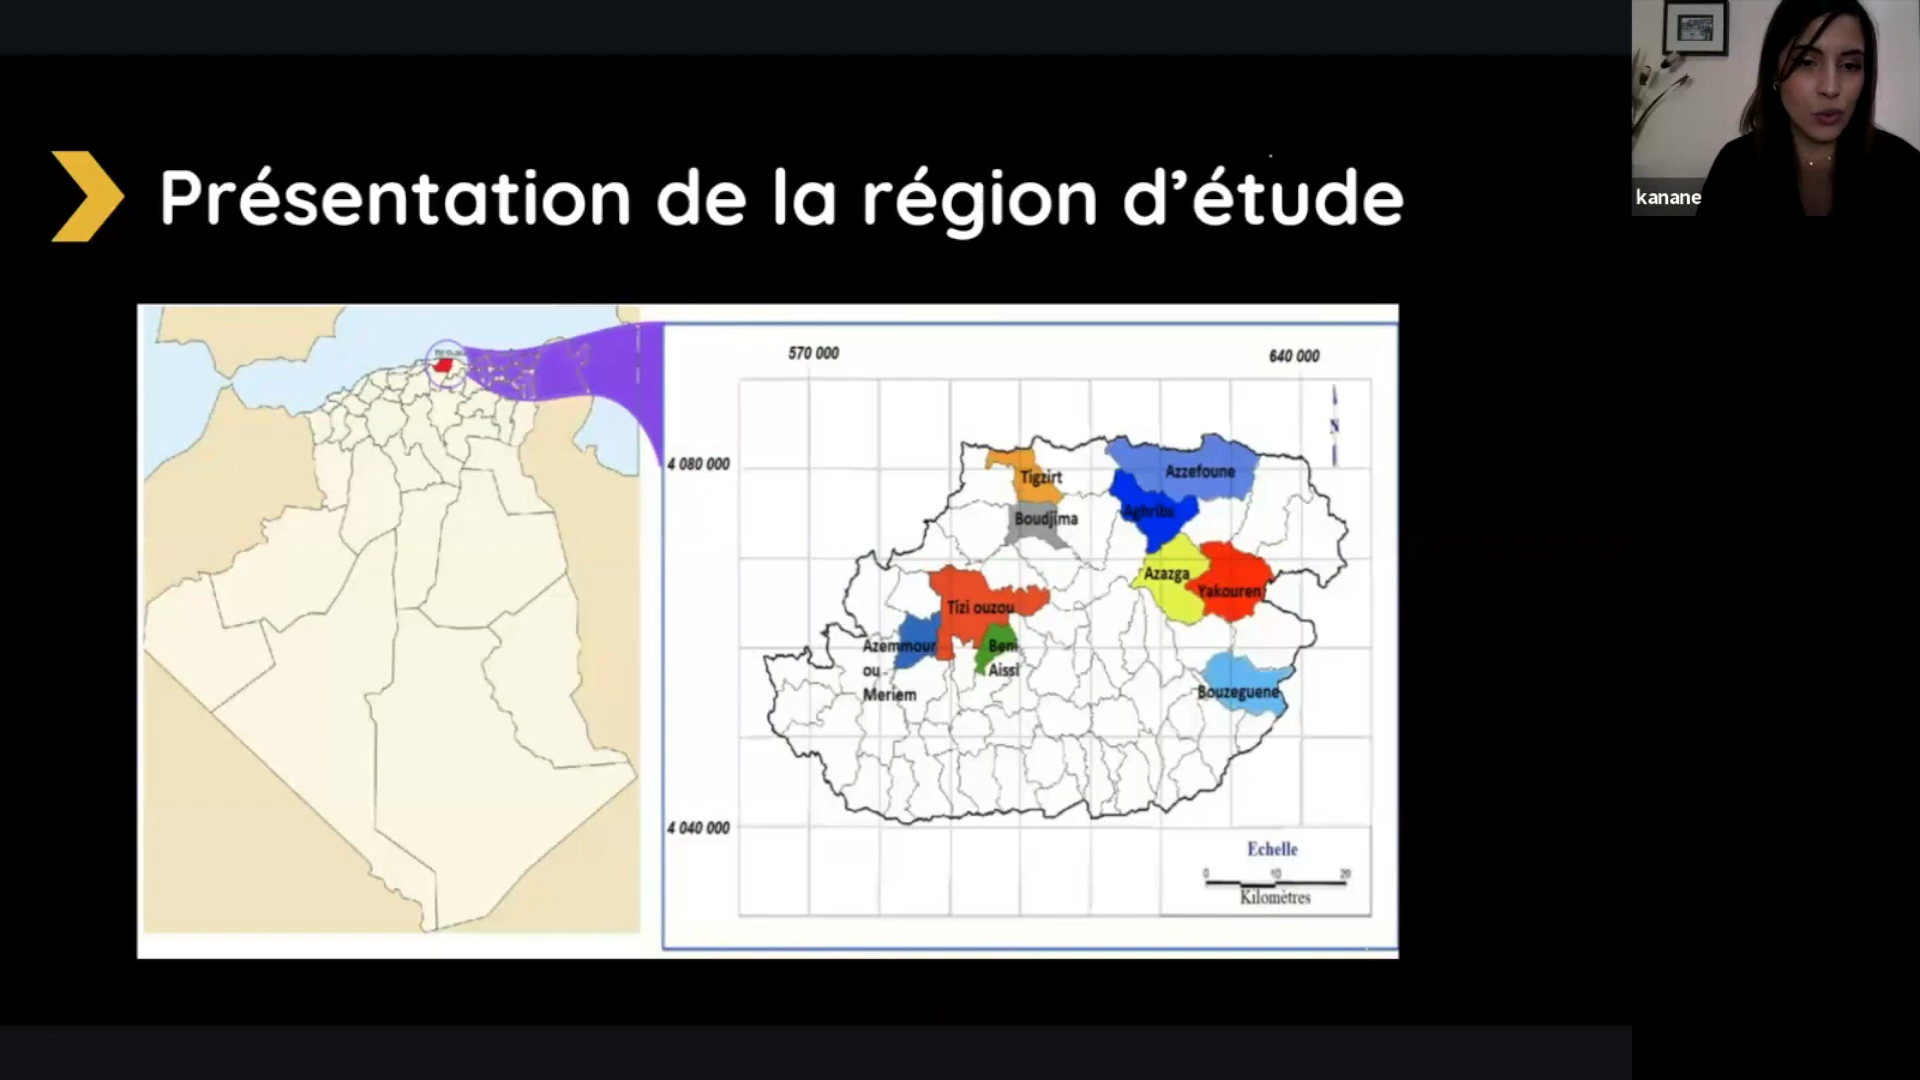 Présentation de la région d’étude
kanane
570 000
640 000
N
4 080 000
4 040 000
Tigzirt
Azzefoune
Aghribs
Boudjima
Azazga
Yakouren
Tizi ouzou
Azemmour
ou
Meriem
Beni
Aissi
Bouzeguene
Echelle
0 10 20
Kilomètres